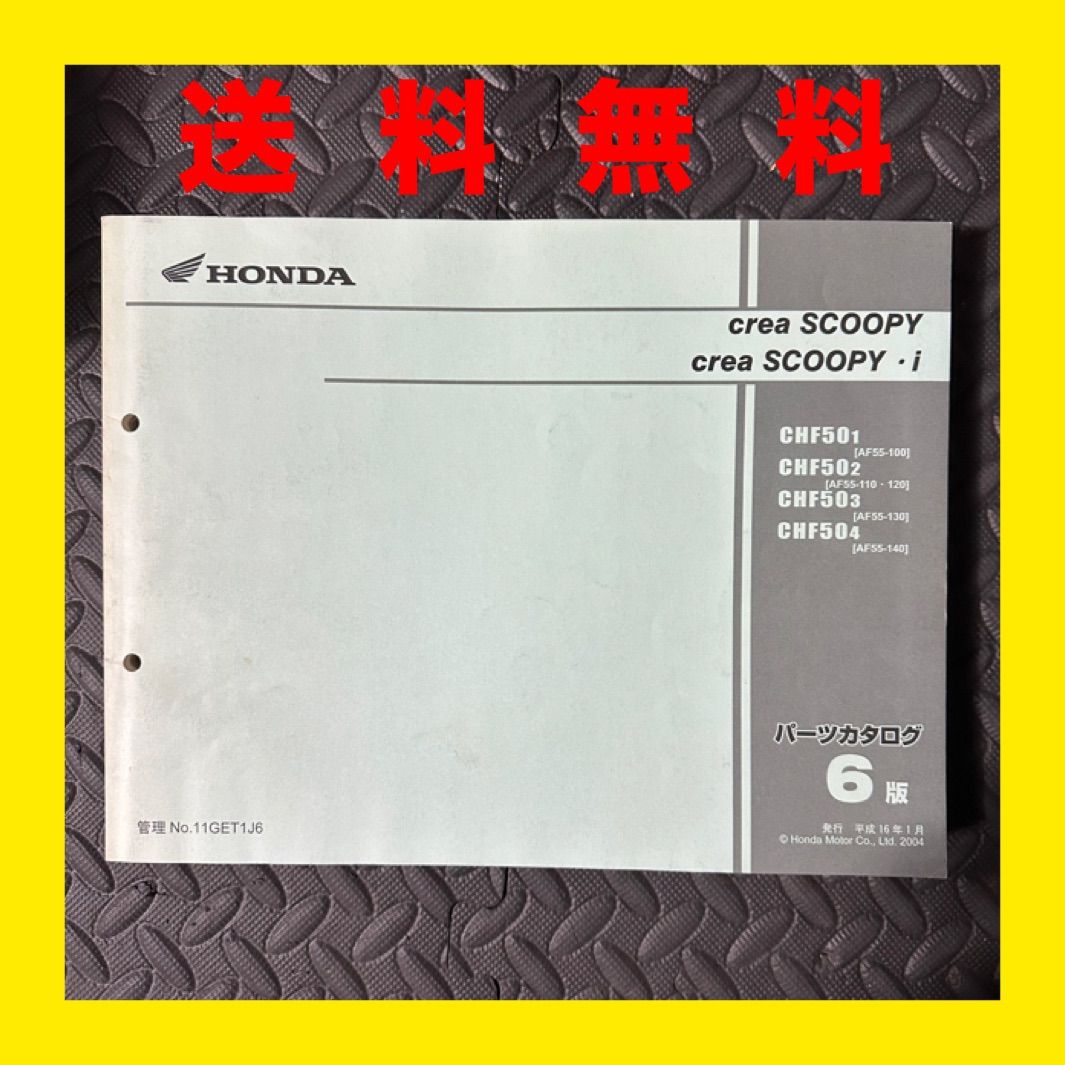 送料無料
HONDA
crea SCOOPY
crea SCOOPY・i
CHF501
[AF55-100]
CHF502
[AF55-110・120]
CHF503
[AF55-130]
CHF504
[AF55-140]
パーツカタログ
6版
管理 No.11GET1J6
発行 平成16年1月
© Honda Motor Co., Ltd. 2004